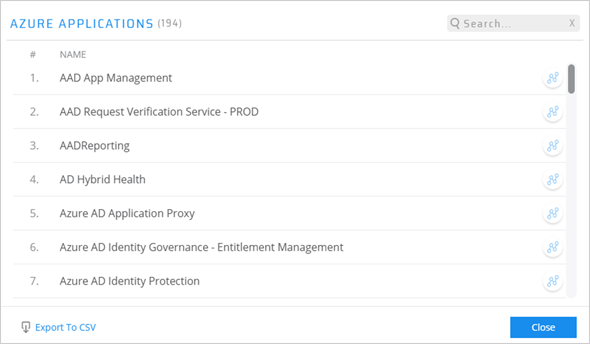 AZURE APPLICATIONS (194)
Search... X
# NAME
1. AAD App Management
2. AAD Request Verification Service - PROD
3. AADReporting
4. AD Hybrid Health
5. Azure AD Application Proxy
6. Azure AD Identity Governance - Entitlement Management
7. Azure AD Identity Protection
Export To CSV
Close